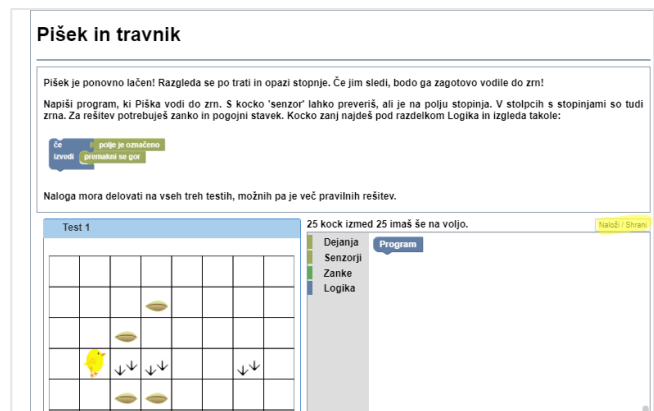 Pišek in travnik
Pišek je ponovno lačen! Razgleda se po trati in opazi stopnje. Če jim sledi, bodo ga zagotovo vodile do zrn!
Napiši program, ki Piška vodi do zrn. S kocko 'senzor' lahko preveriš, ali je na polju stopinja. V stolpcih s stopinjami so tudi
zrna. Za rešitev potrebuješ zanko in pogojni stavek. Kocko zanj najdeš pod razdelkom Logika in izgleda takole:
če polje je označeno
izvedi premakni se gor
Naloga mora delovati na vseh treh testih, možnih pa je več pravilnih rešitev.
Test 1
25 kock izmed 25 imaš še na voljo.
Naloži / Shrani
Dejanja
Program
Senzorji
Zanke
Logika